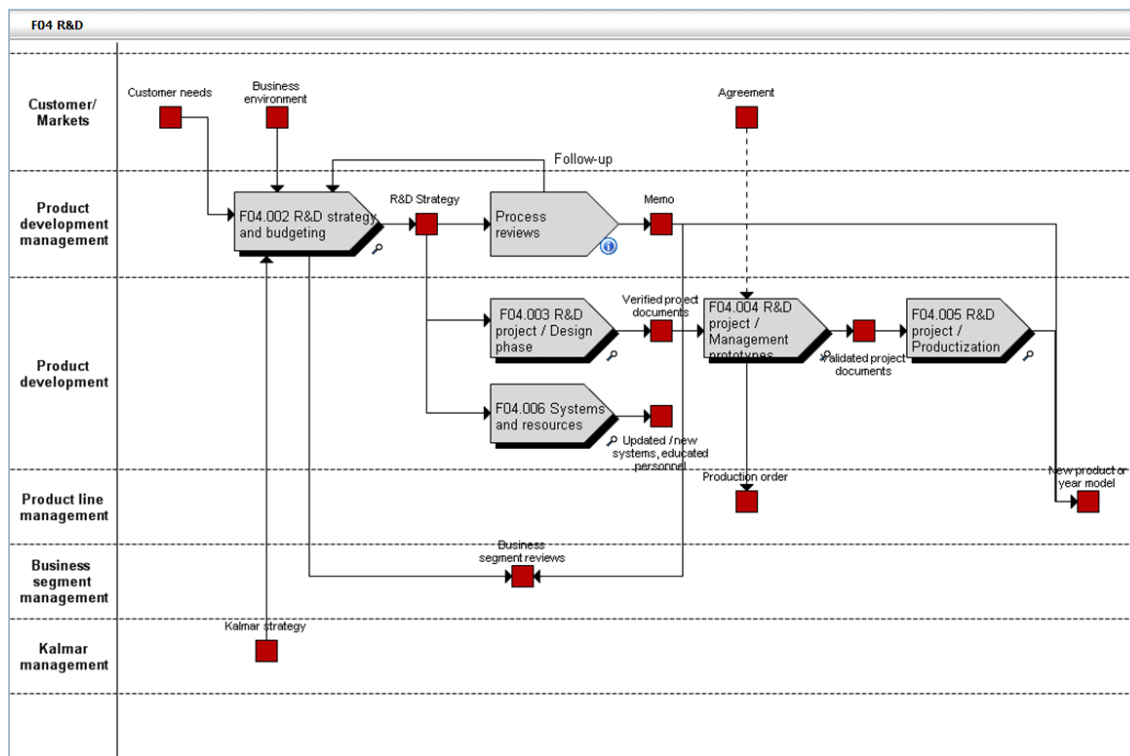 F04 R&D
Customer/
Markets
Customer needs
Business
environment
Agreement
Follow-up
Product
development
management
F04.002 R&D strategy
and budgeting
R&D Strategy
Process
reviews
Memo
Product
development
F04.003 R&D
project / Design
phase
Verified project
documents
F04.004 R&D
project /
Management
prototypes
Validated project
documents
F04.005 R&D
project /
Productization
F04.006 Systems
and resources
Updated / new
systems, educated
personnel
Product line
management
Production order
New product or
year model
Business
segment
management
Business
segment reviews
Kalmar
management
Kalmar strategy